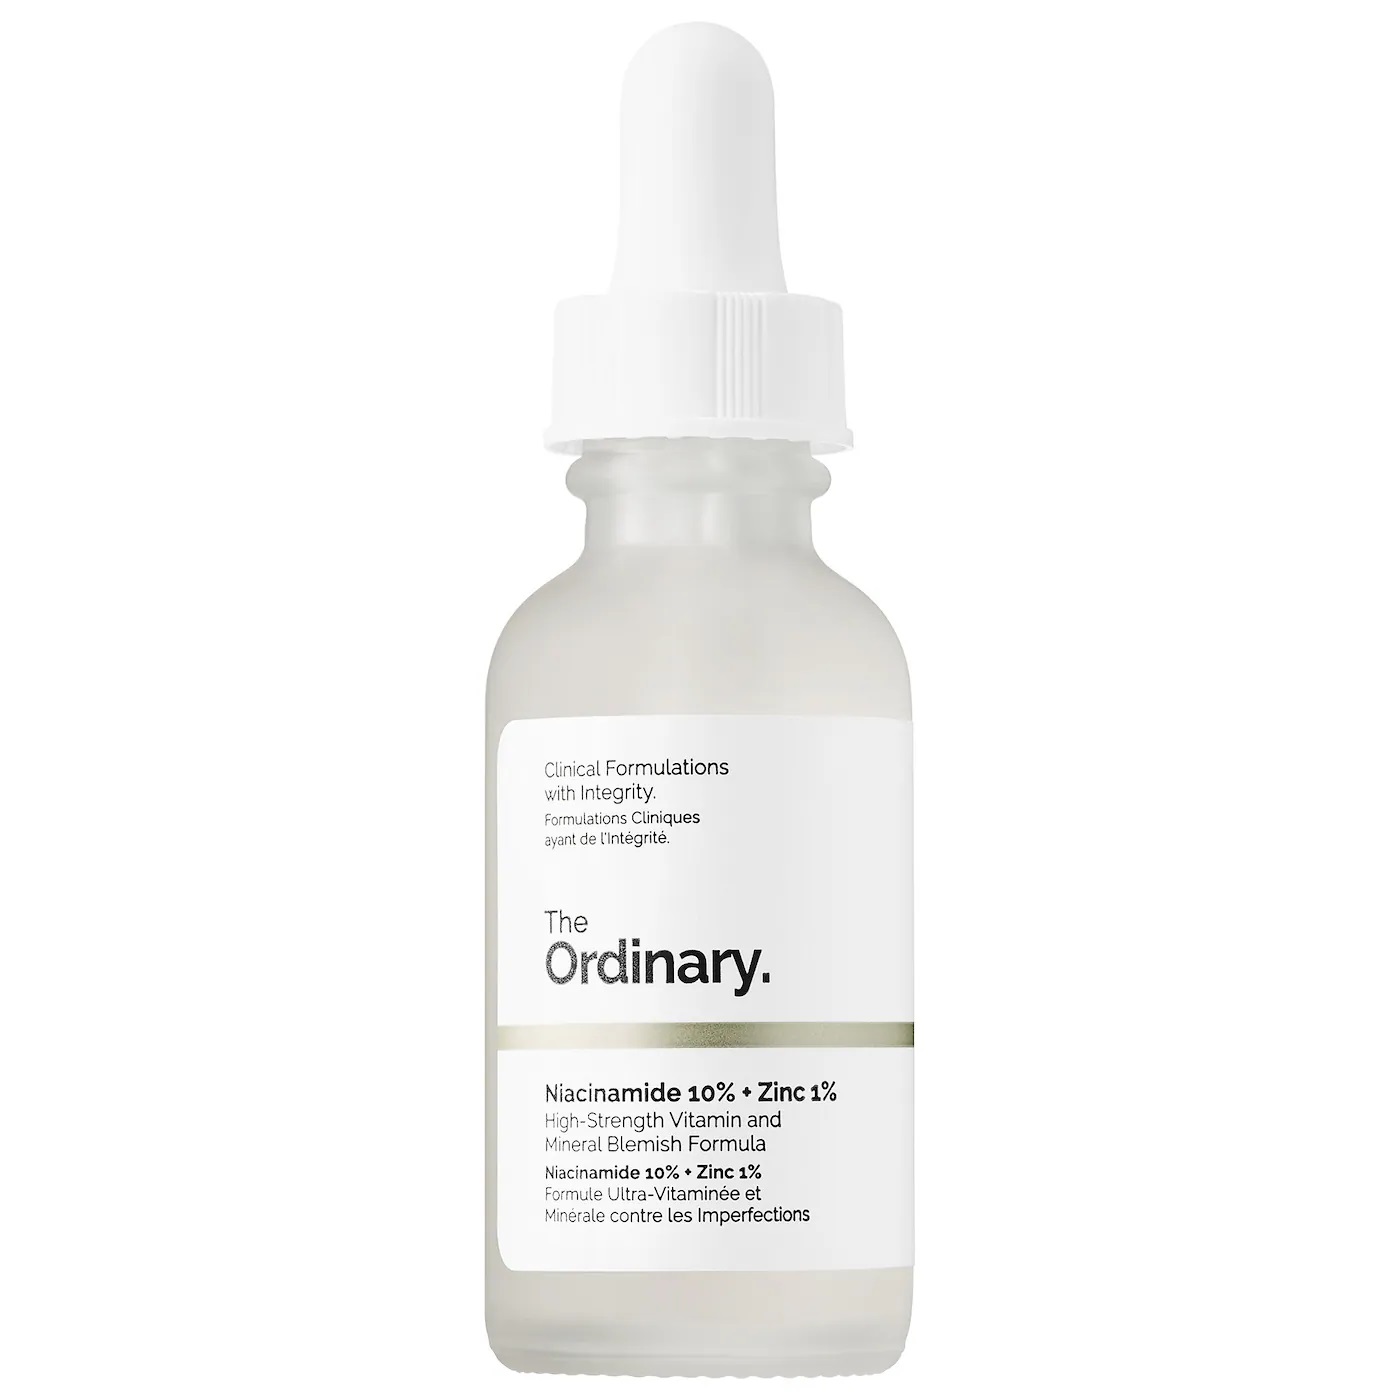 Clinical Formulations
with Integrity.
Formulations Cliniques
ayant de l'Intégrité.
The
Ordinary.
Niacinamide 10% + Zinc 1%
High-Strength Vitamin and
Mineral Blemish Formula
Niacinamide 10% + Zinc 1%
Formule Ultra-Vitaminée et
Minérale contre les Imperfections